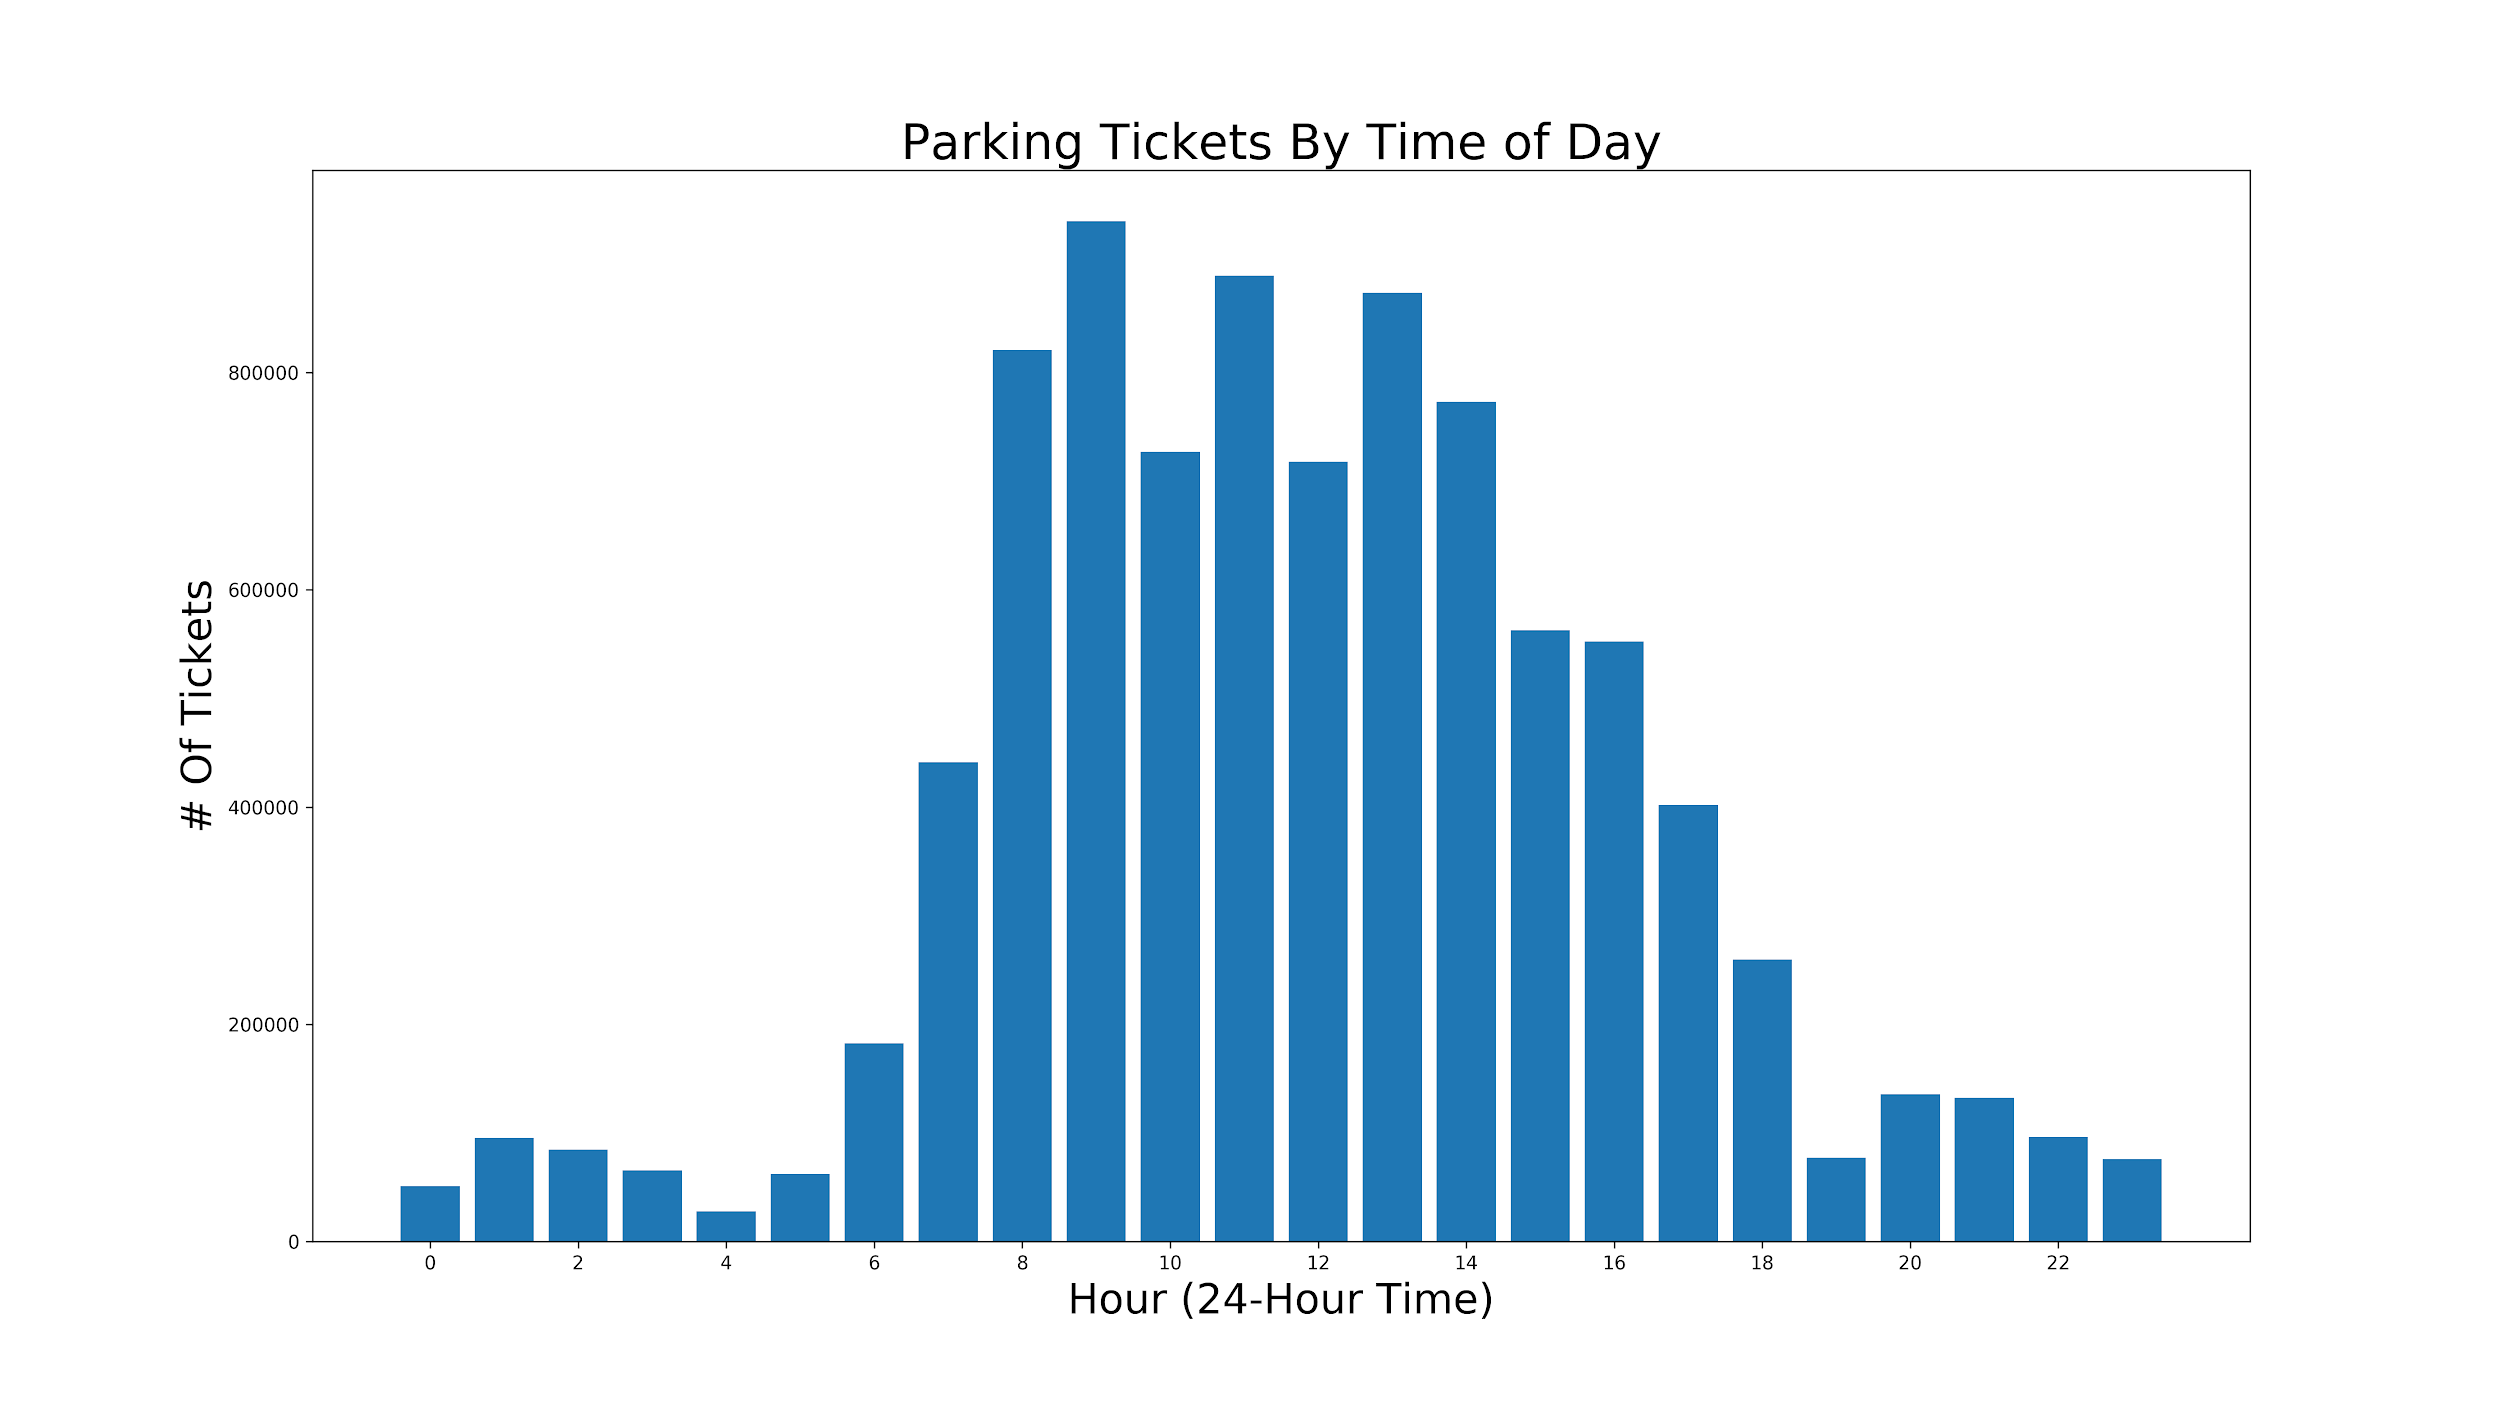 Parking Tickets By Time of Day
# Of Tickets
800000
600000
400000
200000
0
0 2 4 6 8 10 12 14 16 18 20 22
Hour (24-Hour Time)